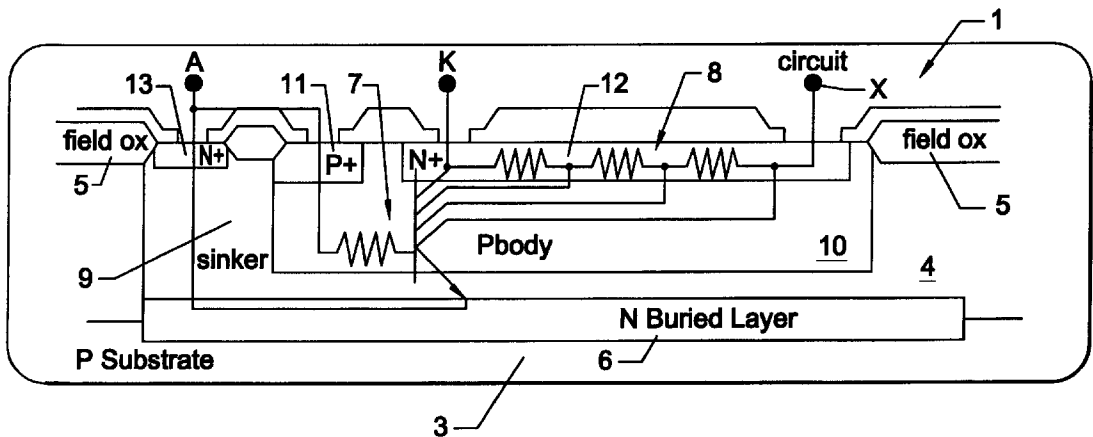 1
A
K
circuit
13
11
7
12
8
X
field ox
N+
P+
N+
field ox
5
5
9
sinker
Pbody
10
4
N Buried Layer
P Substrate
6
3